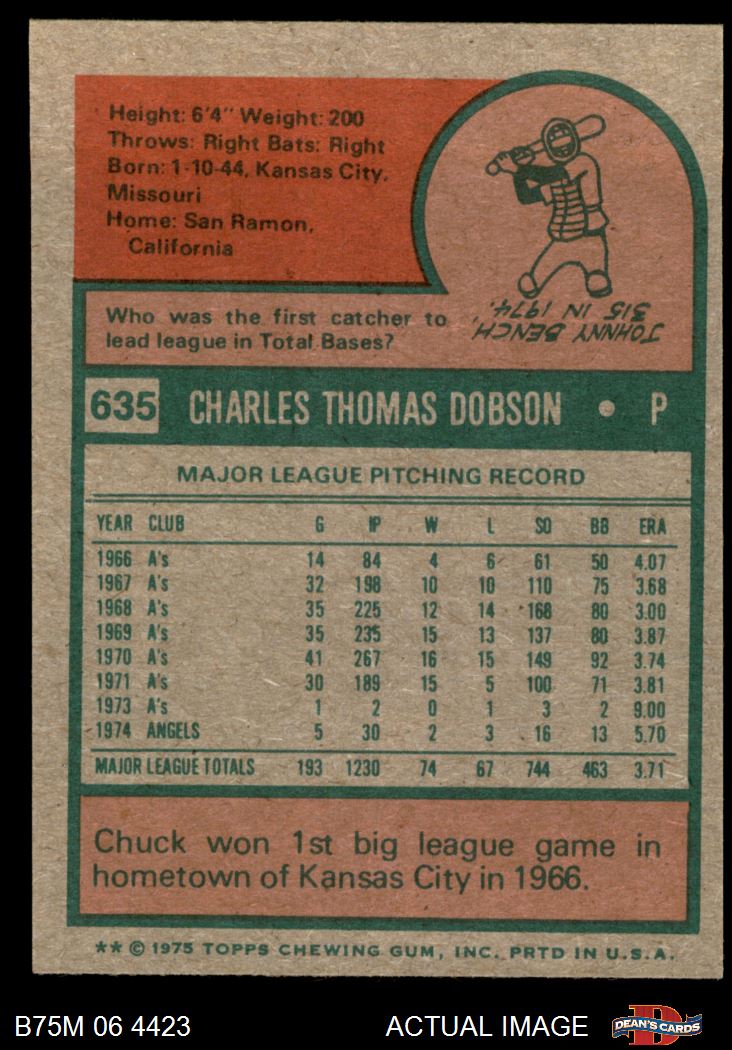 Height: 6'4" Weight: 200
Throws: Right Bats: Right
Born: 1-10-44, Kansas City,
Missouri
Home: San Ramon,
California
Who was the first catcher to
lead league in Total Bases?
JOHNNY BENCH,
315 IN 1974.
635 CHARLES THOMAS DOBSON • P
MAJOR LEAGUE PITCHING RECORD
YEAR CLUB G IP W L SO BB ERA
1966 A's 14 84 4 6 61 50 4.07
1967 A's 32 198 10 10 110 75 3.68
1968 A's 35 225 12 14 168 80 3.00
1969 A's 35 235 15 13 137 80 3.87
1970 A's 41 267 16 15 149 92 3.74
1971 A's 30 189 15 5 100 71 3.81
1973 A's 1 2 0 1 3 2 9.00
1974 ANGELS 5 30 2 3 16 13 5.70
MAJOR LEAGUE TOTALS 193 1230 74 67 744 463 3.71
Chuck won 1st big league game in
hometown of Kansas City in 1966.
** © 1975 TOPPS CHEWING GUM, INC. PRTD IN U.S.A.
B75M 06 4423 ACTUAL IMAGE
D
DEAN'S CARDS